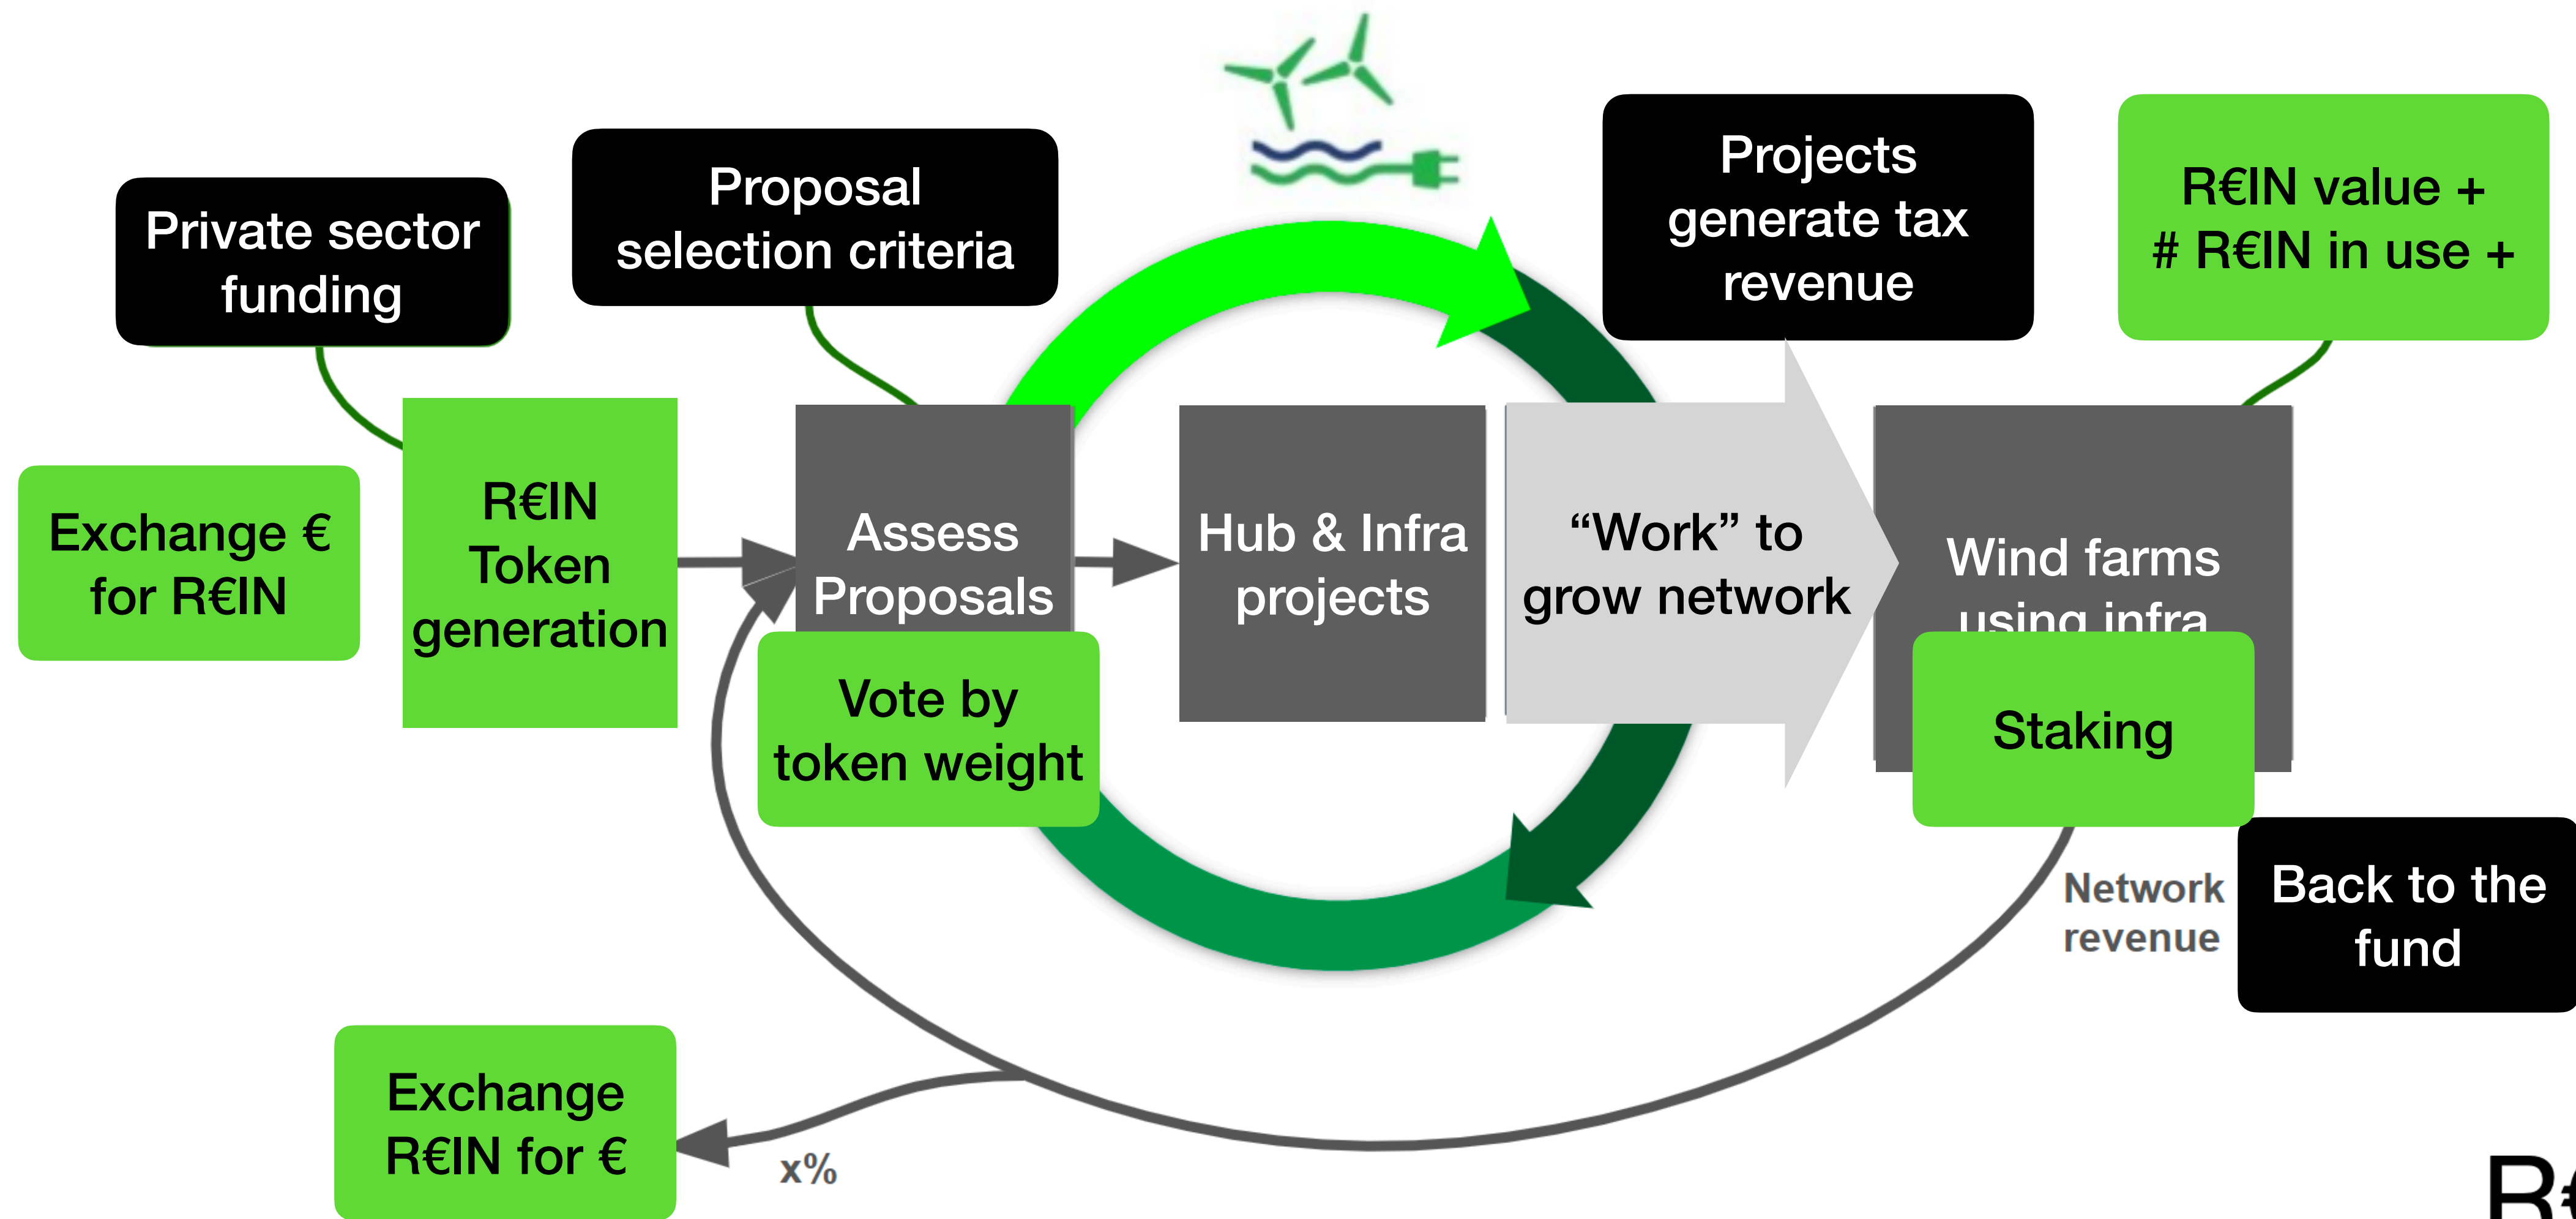 Private sector
funding
Proposal
selection criteria
Projects
generate tax
revenue
R€IN value +
# R€IN in use +
Exchange €
for R€IN
R€IN
Token
generation
Assess
Proposals
Vote by
token weight
Hub & Infra
projects
“Work” to
grow network
Wind farms
using infra
Staking
Network
revenue
Back to the
fund
Exchange
R€IN for €
x%